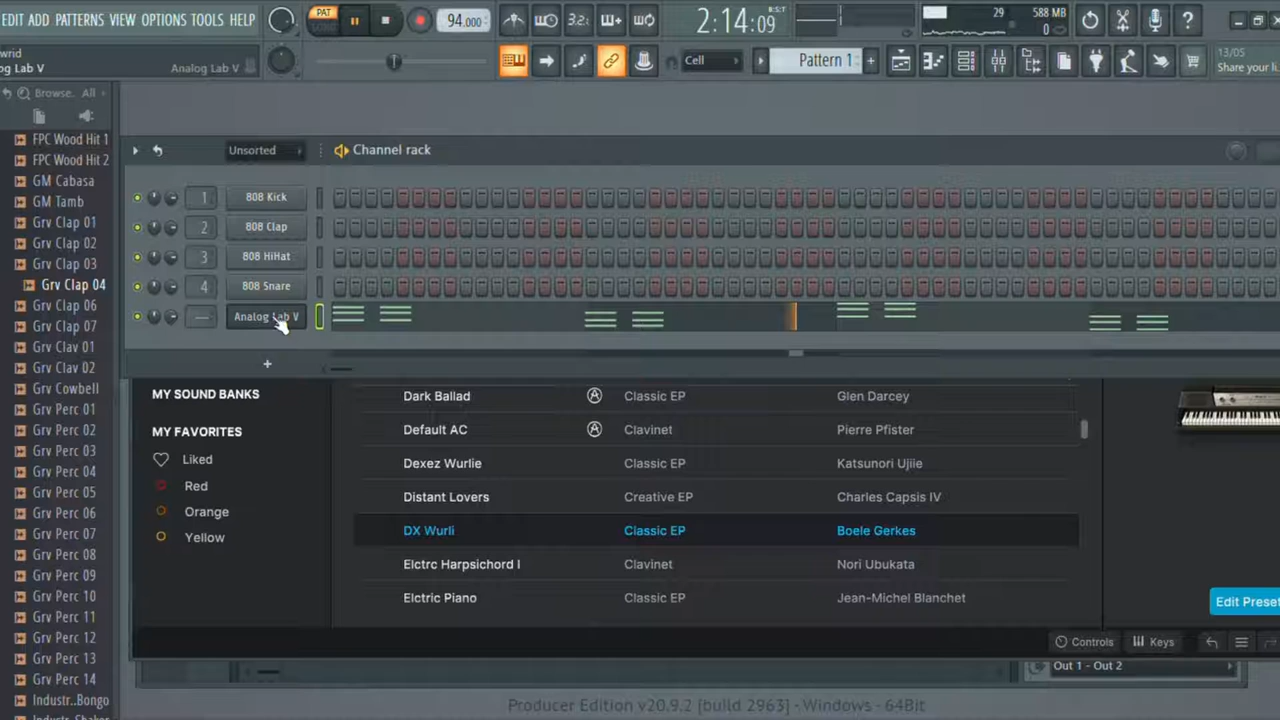 EDIT ADD PATTERNS VIEW OPTIONS TOOLS HELP
PAT
94.000
3.2
2:14:09
B:S:T
29
588 MB
0
Analog Lab V
Cell
Pattern 1
13/05
Browse..
All
Unsorted
Channel rack
FPC Wood Hit 1
FPC Wood Hit 2
GM Cabasa
GM Tamb
Grv Clap 01
Grv Clap 02
Grv Clap 03
Grv Clap 04
Grv Clap 06
Grv Clap 07
Grv Clav 01
Grv Clav 02
Grv Cowbell
Grv Perc 01
Grv Perc 02
Grv Perc 03
Grv Perc 04
Grv Perc 05
Grv Perc 06
Grv Perc 07
Grv Perc 08
Grv Perc 09
Grv Perc 10
Grv Perc 11
Grv Perc 12
Grv Perc 13
Grv Perc 14
Industr..Bongo
1 808 Kick
2 808 Clap
3 808 HiHat
4 808 Snare
Analog Lab V
MY SOUND BANKS
MY FAVORITES
Liked
Red
Orange
Yellow
Dark Ballad Classic EP Glen Darcey
Default AC Clavinet Pierre Pfister
Dexez Wurlie Classic EP Katsunori Ujiie
Distant Lovers Creative EP Charles Capsis IV
DX Wurli Classic EP Boele Gerkes
Elctrc Harpsichord I Clavinet Nori Ubukata
Elctric Piano Classic EP Jean-Michel Blanchet
Edit Preset
Controls
Keys
Out 1 - Out 2
Producer Edition v20.9.2 [build 2963] - Windows - 64Bit